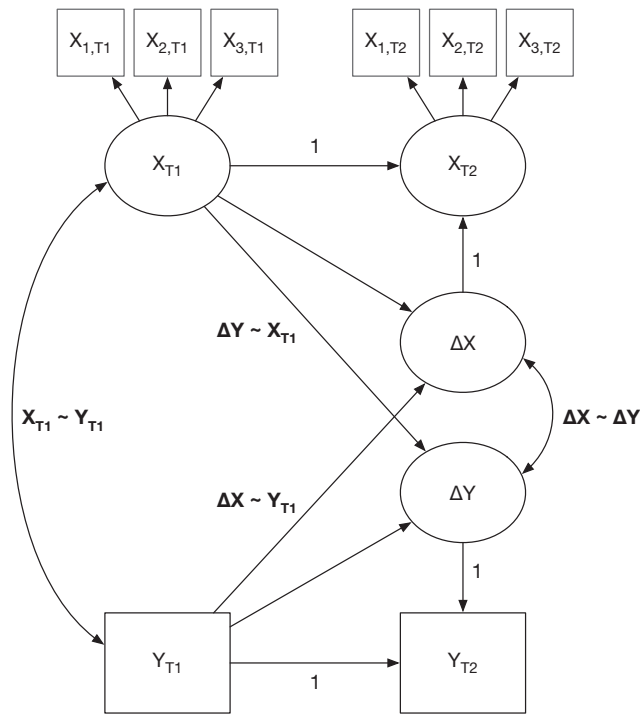 X1,T1 X2,T1 X3,T1 X1,T2 X2,T2 X3,T2
XT1 1 XT2
1
ΔY ~ XT1 ΔX
XT1 ~ YT1 ΔX ~ ΔY
ΔX ~ YT1 ΔY
1
YT1 1 YT2